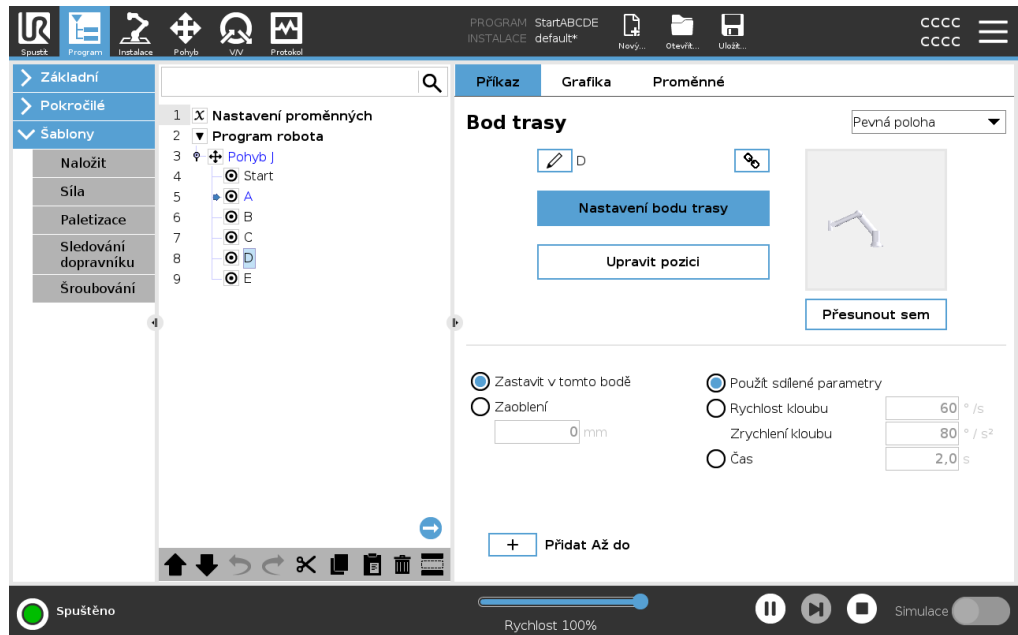 PROGRAM StartABCDE
INSTALACE default*
Spustit Program Instalace Pohyb V/V Protokol Nový... Otevřít... Uložit...
CCCC
CCCC
Základní
Pokročilé
Šablony
Naložit
Síla
Paletizace
Sledování
dopravníku
Šroubování
1 X Nastavení proměnných
2 Program robota
3 Pohyb J
4 Start
5 A
6 B
7 C
8 D
9 E
Příkaz Grafika Proměnné
Bod trasy Pevná poloha
D
Nastavení bodu trasy
Upravit pozici
Přesunout sem
Zastavit v tomto bodě
Zaoblení
0 mm
Použít sdílené parametry
Rychlost kloubu 60 ° /s
Zrychlení kloubu 80 ° / s²
Čas 2,0 s
+ Přidat Až do
Spuštěno
Rychlost 100%
Simulace